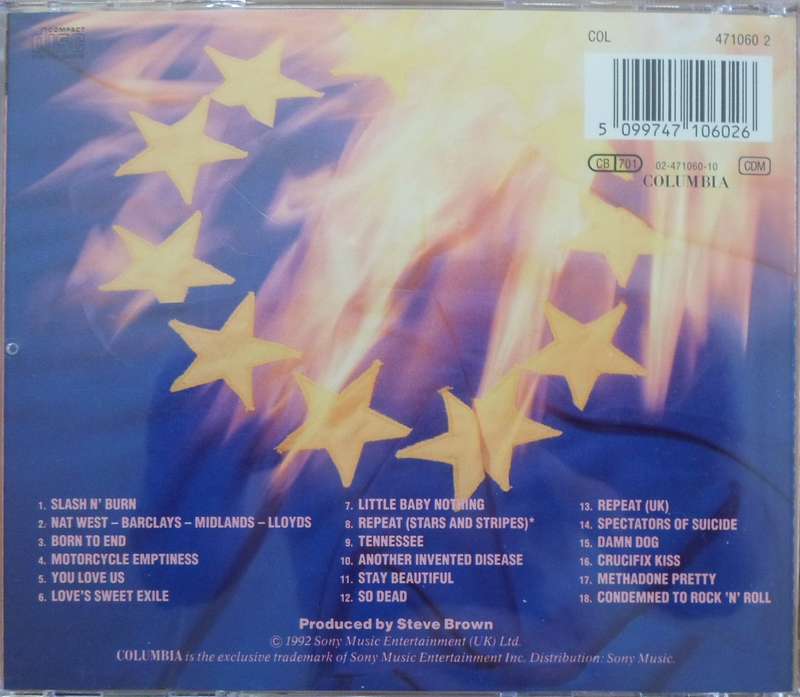 COMPACT
disc
COL 471060 2
5 099747 106026
CB 701 02-471060-10 CDM
COLUMBIA
1. SLASH N' BURN
2. NAT WEST – BARCLAYS – MIDLANDS – LLOYDS
3. BORN TO END
4. MOTORCYCLE EMPTINESS
5. YOU LOVE US
6. LOVE'S SWEET EXILE
7. LITTLE BABY NOTHING
8. REPEAT (STARS AND STRIPES)*
9. TENNESSEE
10. ANOTHER INVENTED DISEASE
11. STAY BEAUTIFUL
12. SO DEAD
13. REPEAT (UK)
14. SPECTATORS OF SUICIDE
15. DAMN DOG
16. CRUCIFIX KISS
17. METHADONE PRETTY
18. CONDEMNED TO ROCK 'N' ROLL
Produced by Steve Brown
© 1992 Sony Music Entertainment (UK) Ltd.
COLUMBIA is the exclusive trademark of Sony Music Entertainment Inc. Distribution: Sony Music.